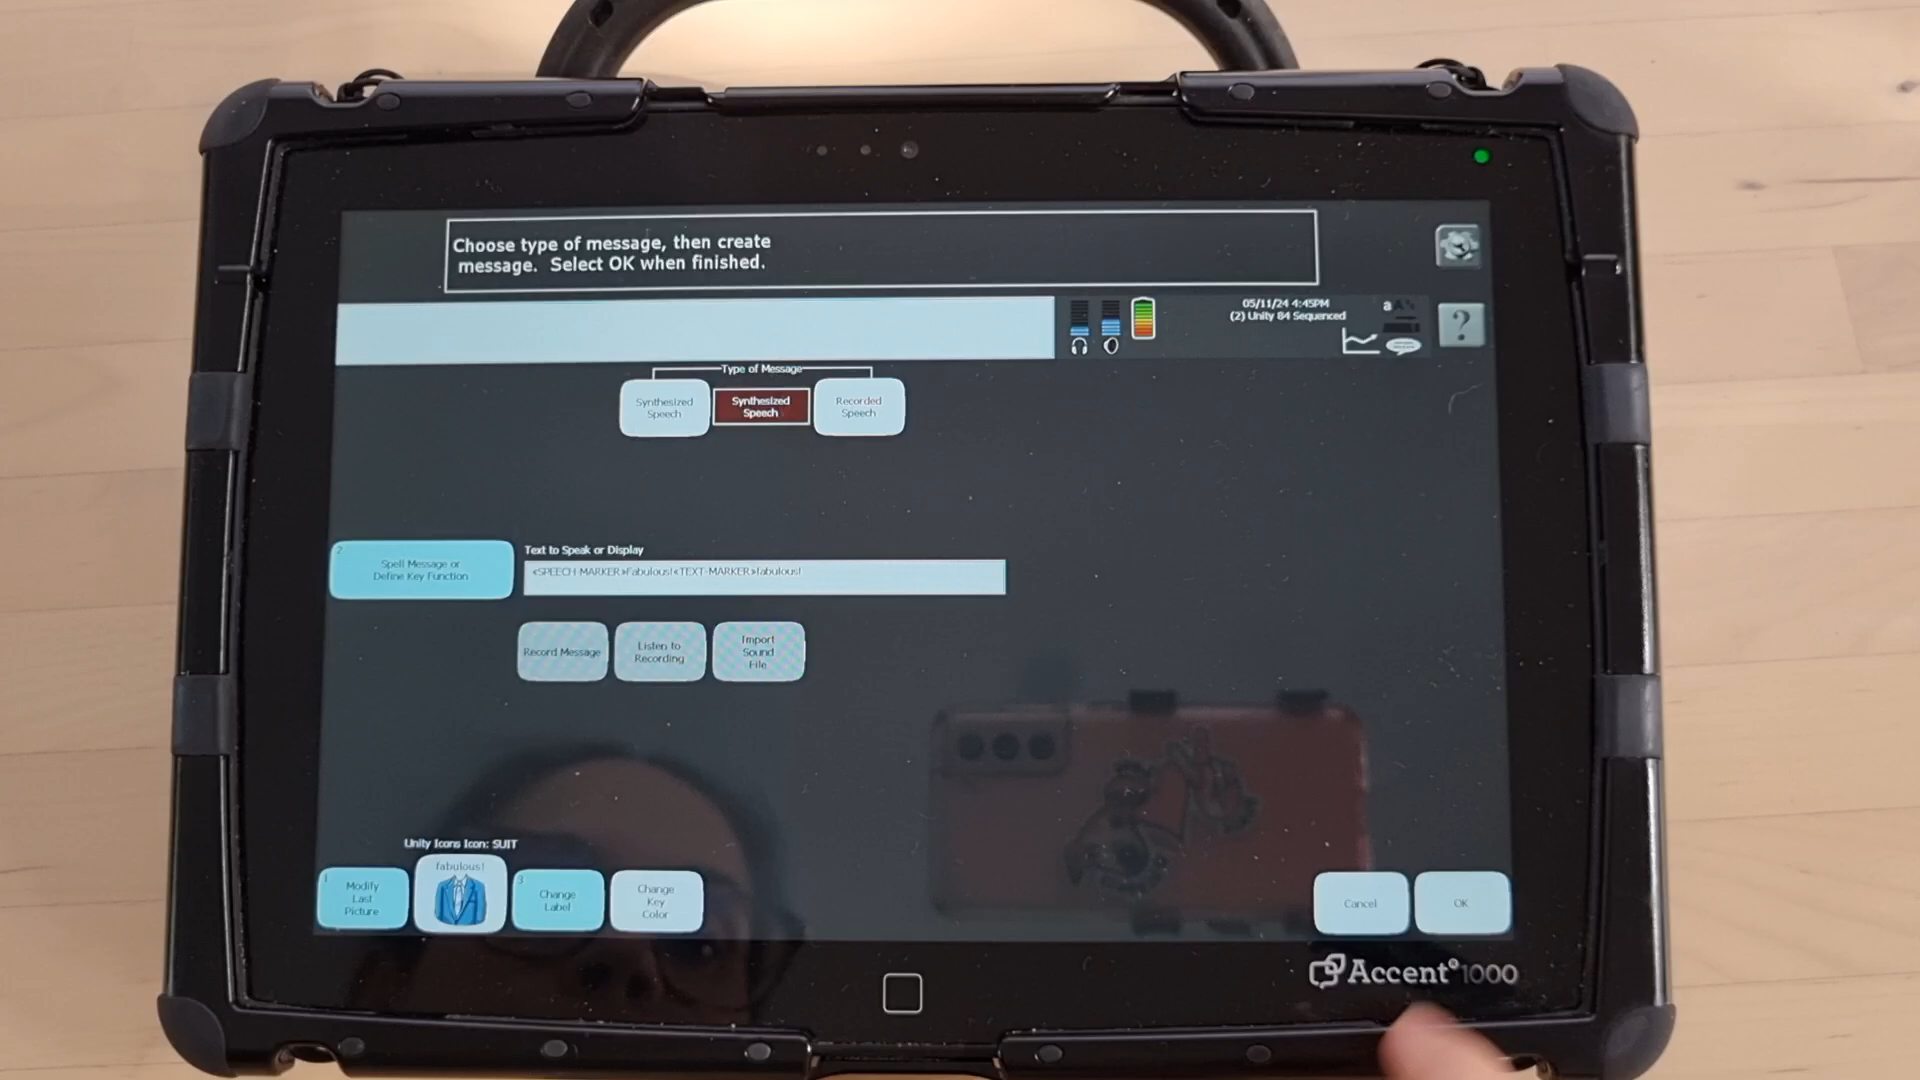 Choose type of message, then create
message. Select OK when finished.
05/11/24 4:45PM
(2) Unity 84 Sequenced
?
Type of Message
Synthesized
Speech
Synthesized
Speech
Recorded
Speech
2
Spell Message or
Define Key Function
Text to Speak or Display
«SPEECH-MARKER»Fabulous!«TEXT-MARKER»fabulous!
Record Message
Listen to
Recording
Import
Sound
File
Unity Icons Icon: SUIT
1
Modify
Last
Picture
fabulous!
3
Change
Label
Change
Key
Color
Cancel
OK
Accent® 1000